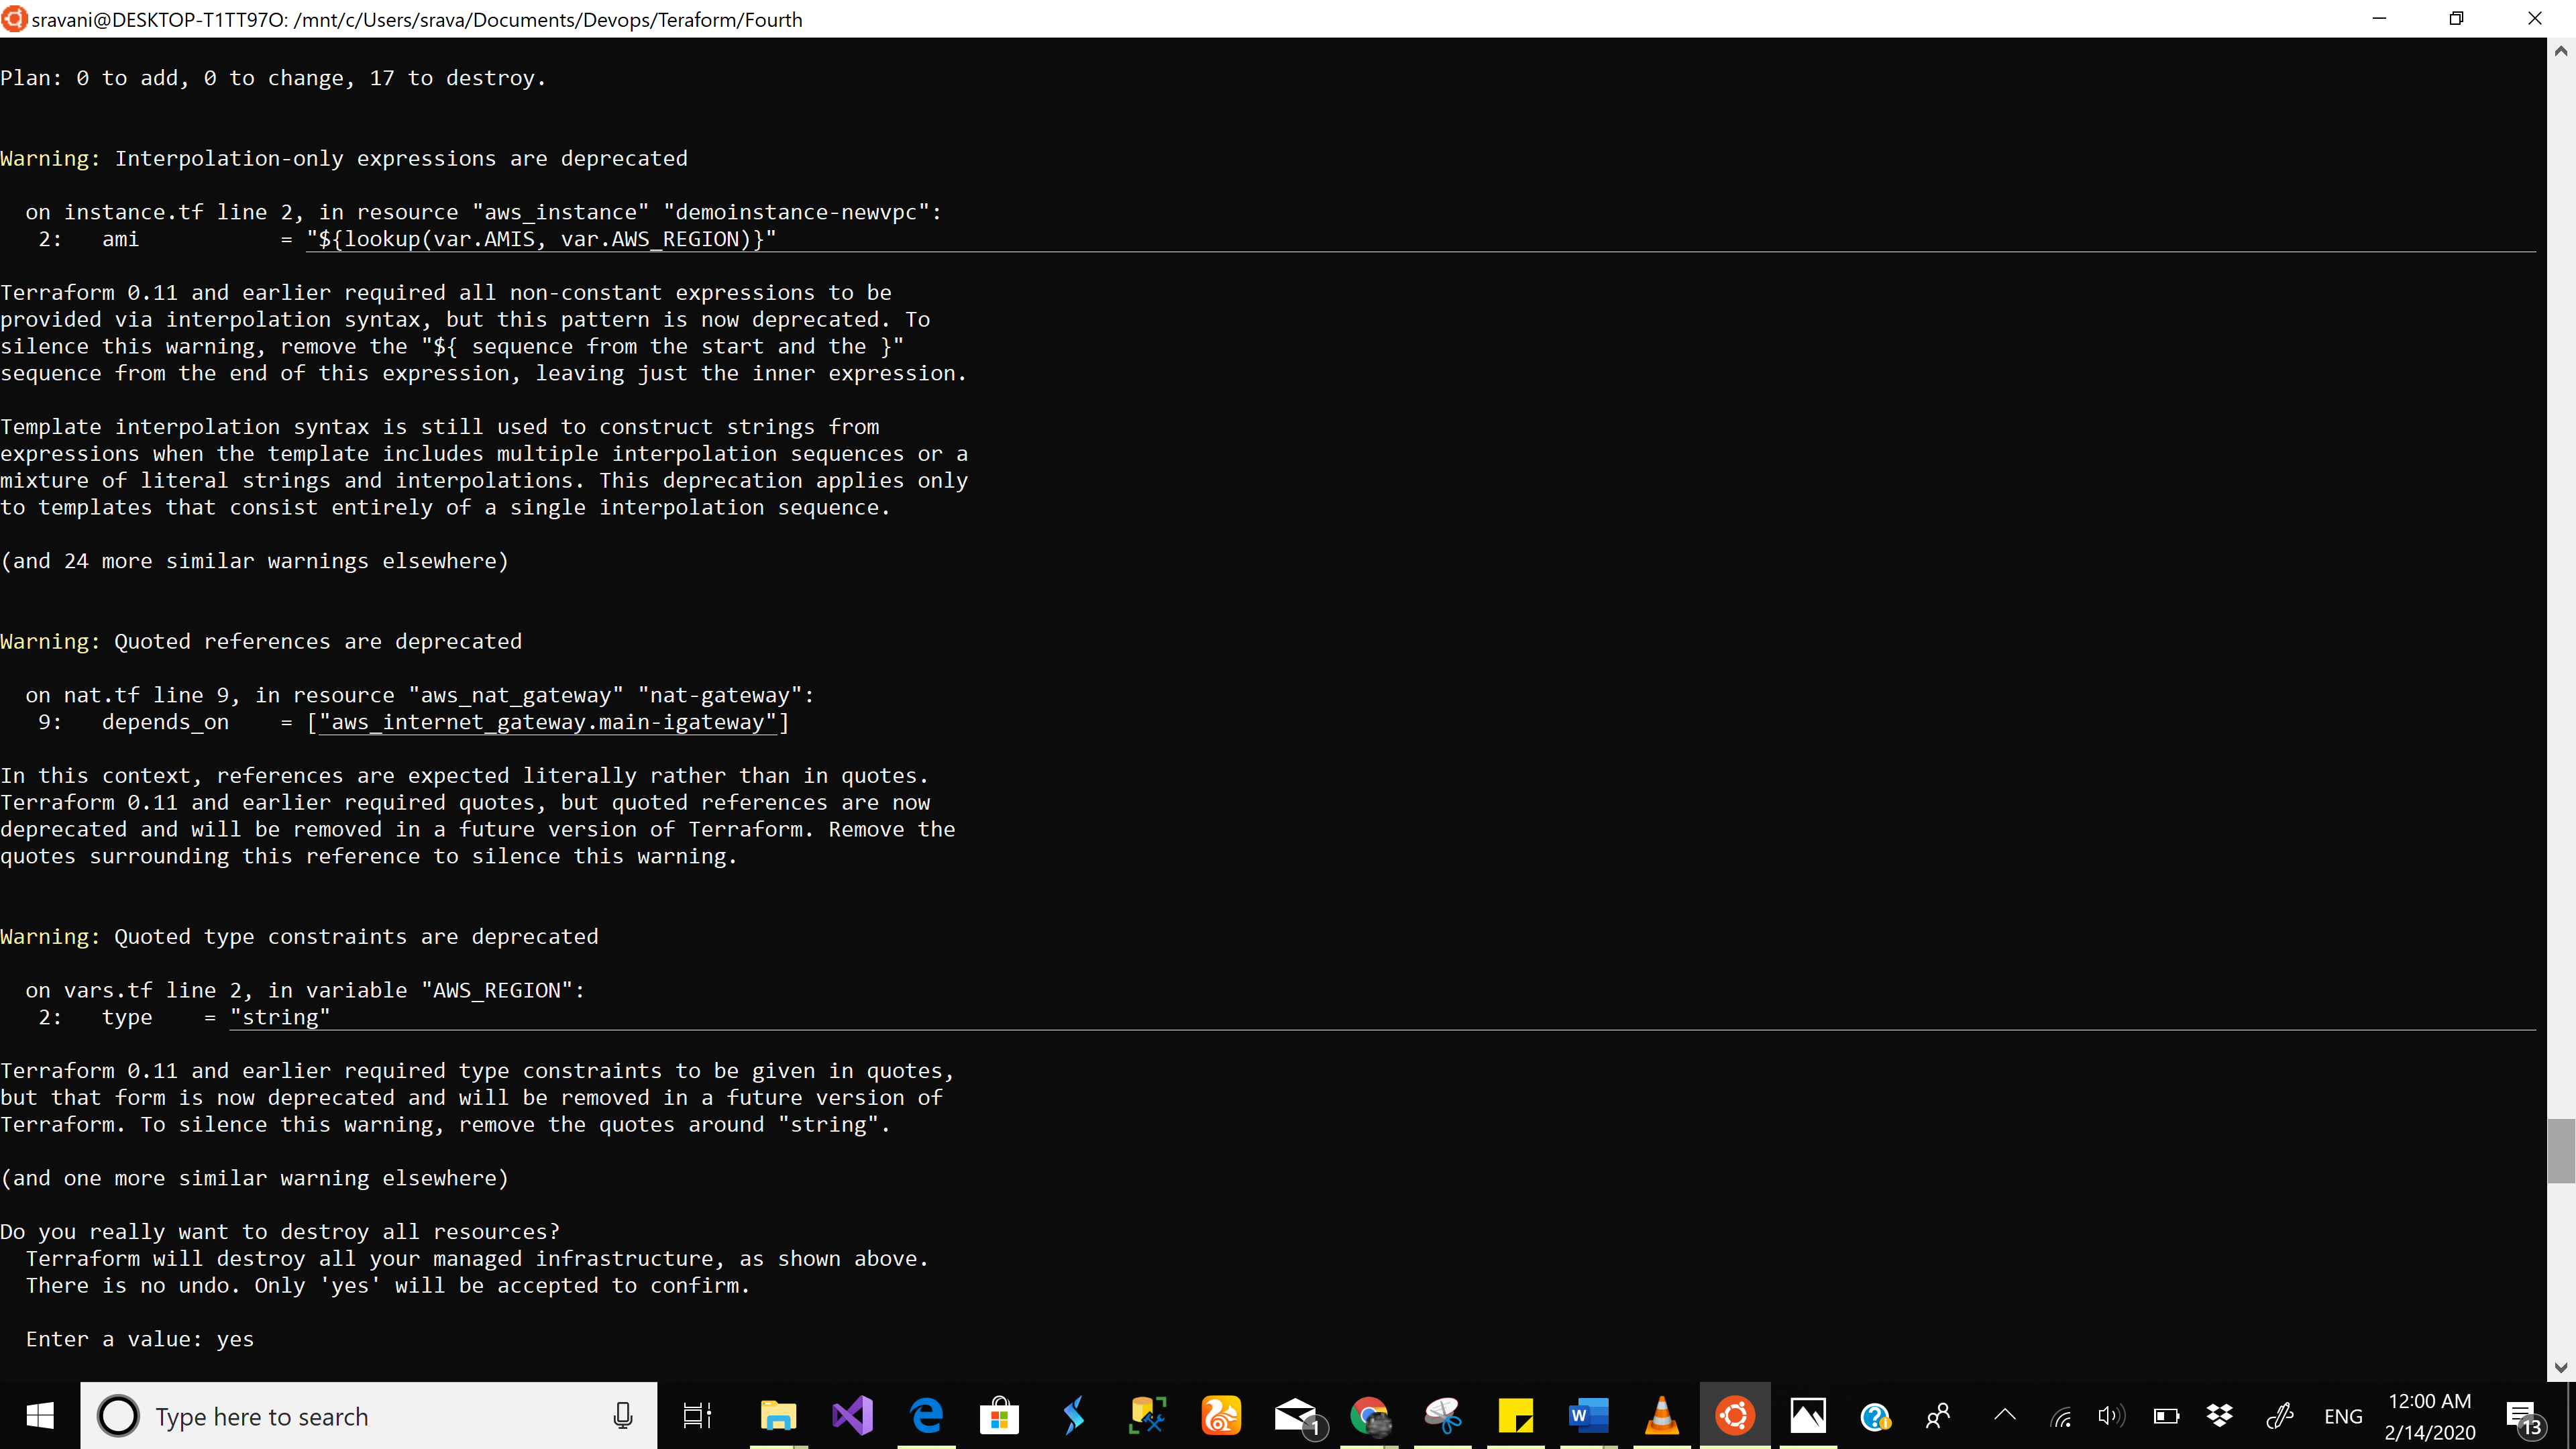 sravani@DESKTOP-T1TT97O: /mnt/c/Users/srava/Documents/Devops/Teraform/Fourth
Plan: 0 to add, 0 to change, 17 to destroy.
Warning: Interpolation-only expressions are deprecated
on instance.tf line 2, in resource "aws_instance" "demoinstance-newvpc":
2:   ami           = "${lookup(var.AMIS, var.AWS_REGION)}"
Terraform 0.11 and earlier required all non-constant expressions to be
provided via interpolation syntax, but this pattern is now deprecated. To
silence this warning, remove the "${ sequence from the start and the }"
sequence from the end of this expression, leaving just the inner expression.
Template interpolation syntax is still used to construct strings from
expressions when the template includes multiple interpolation sequences or a
mixture of literal strings and interpolations. This deprecation applies only
to templates that consist entirely of a single interpolation sequence.
(and 24 more similar warnings elsewhere)
Warning: Quoted references are deprecated
on nat.tf line 9, in resource "aws_nat_gateway" "nat-gateway":
9:   depends_on    = ["aws_internet_gateway.main-igateway"]
In this context, references are expected literally rather than in quotes.
Terraform 0.11 and earlier required quotes, but quoted references are now
deprecated and will be removed in a future version of Terraform. Remove the
quotes surrounding this reference to silence this warning.
Warning: Quoted type constraints are deprecated
on vars.tf line 2, in variable "AWS_REGION":
2:   type    = "string"
Terraform 0.11 and earlier required type constraints to be given in quotes,
but that form is now deprecated and will be removed in a future version of
Terraform. To silence this warning, remove the quotes around "string".
(and one more similar warning elsewhere)
Do you really want to destroy all resources?
Terraform will destroy all your managed infrastructure, as shown above.
There is no undo. Only 'yes' will be accepted to confirm.
Enter a value: yes
Type here to search
1
W
ENG
12:00 AM
2/14/2020
13